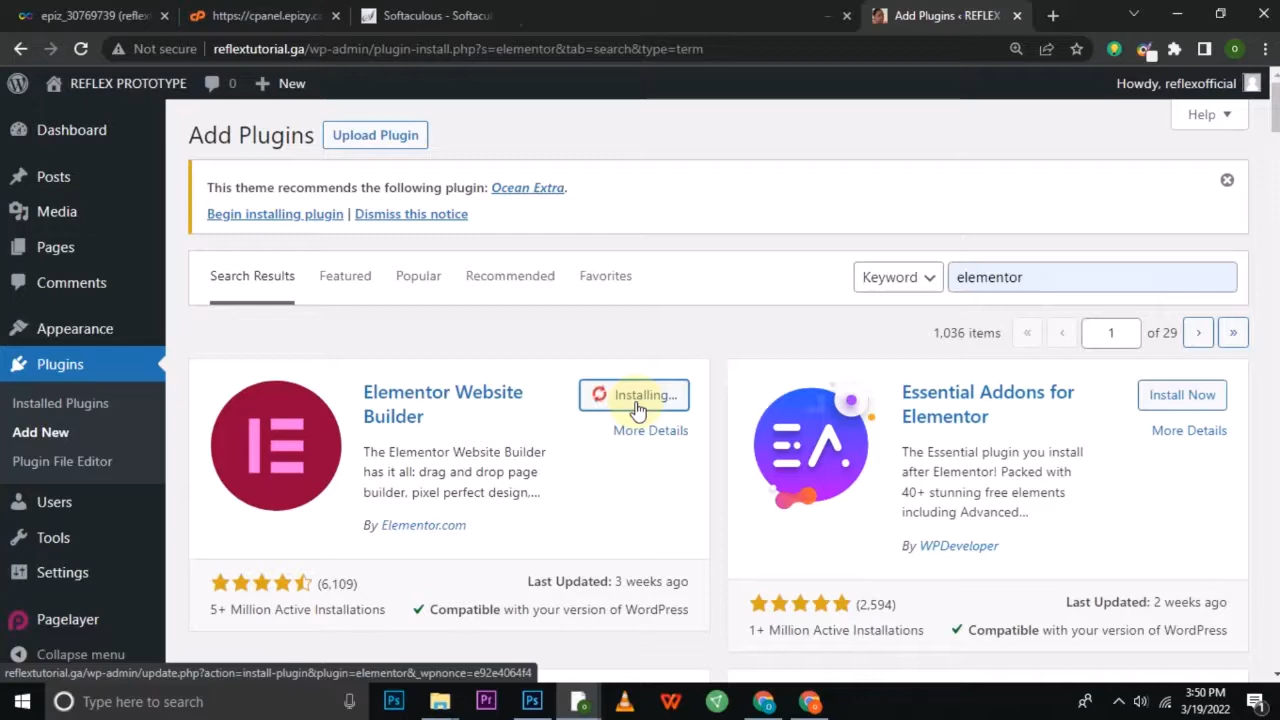 epiz_30769739 (reflex
https://cpanel.epizy.c
Softaculous - Softacul
Add Plugins ‹ REFLEX
Not secure
reflextutorial.ga/wp-admin/plugin-install.php?s=elementor&tab=search&type=term
REFLEX PROTOTYPE
0
New
Howdy, reflexofficial
Dashboard
Posts
Media
Pages
Comments
Appearance
Plugins
Installed Plugins
Add New
Plugin File Editor
Users
Tools
Settings
Pagelayer
Collapse menu
Help
Add Plugins
Upload Plugin
This theme recommends the following plugin: Ocean Extra.
Begin installing plugin | Dismiss this notice
Search Results
Featured
Popular
Recommended
Favorites
Keyword
elementor
1,036 items
«
‹
1
of 29
›
»
Elementor Website
Builder
Installing...
More Details
The Elementor Website Builder
has it all: drag and drop page
builder, pixel perfect design,...
By Elementor.com
(6,109)
5+ Million Active Installations
Last Updated: 3 weeks ago
Compatible with your version of WordPress
Essential Addons for
Elementor
Install Now
More Details
The Essential plugin you install
after Elementor! Packed with
40+ stunning free elements
including Advanced...
By WPDeveloper
(2,594)
1+ Million Active Installations
Last Updated: 2 weeks ago
Compatible with your version of WordPress
reflextutorial.ga/wp-admin/update.php?action=install-plugin&plugin=elementor&_wpnonce=e92e4064f4
Type here to search
Ps
Pr
Ps
3:50 PM
3/19/2022
1